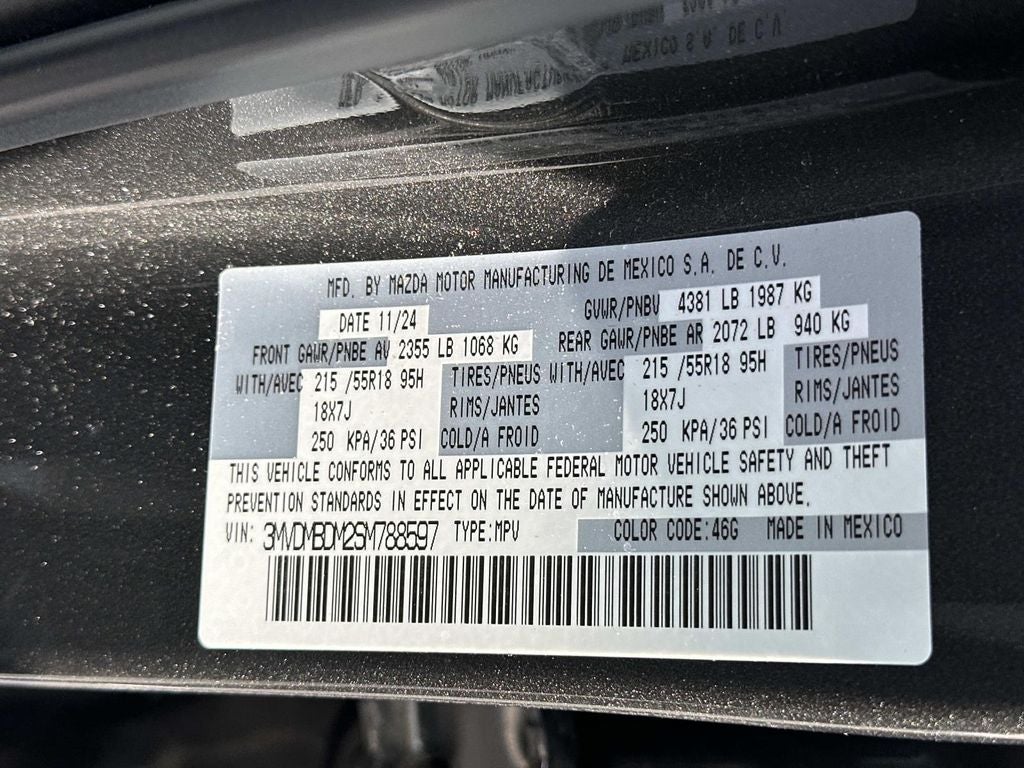 MFD. BY MAZDA MOTOR MANUFACTURING DE MEXICO S.A. DE C.V.
DATE 11/24 GVWR/PNBV 4381 LB 1987 KG
FRONT GAWR/PNBE AV 2355 LB 1068 KG REAR GAWR/PNBE AR 2072 LB 940 KG
WITH/AVEC 215 /55R18 95H TIRES/PNEUS WITH/AVEC 215 /55R18 95H TIRES/PNEUS
18X7J RIMS/JANTES 18X7J RIMS/JANTES
250 KPA/36 PSI COLD/A FROID 250 KPA/36 PSI COLD/A FROID
THIS VEHICLE CONFORMS TO ALL APPLICABLE FEDERAL MOTOR VEHICLE SAFETY AND THEFT
PREVENTION STANDARDS IN EFFECT ON THE DATE OF MANUFACTURE SHOWN ABOVE.
VIN: 3MVDMBDM2SM788597 TYPE:MPV COLOR CODE:46G MADE IN MEXICO